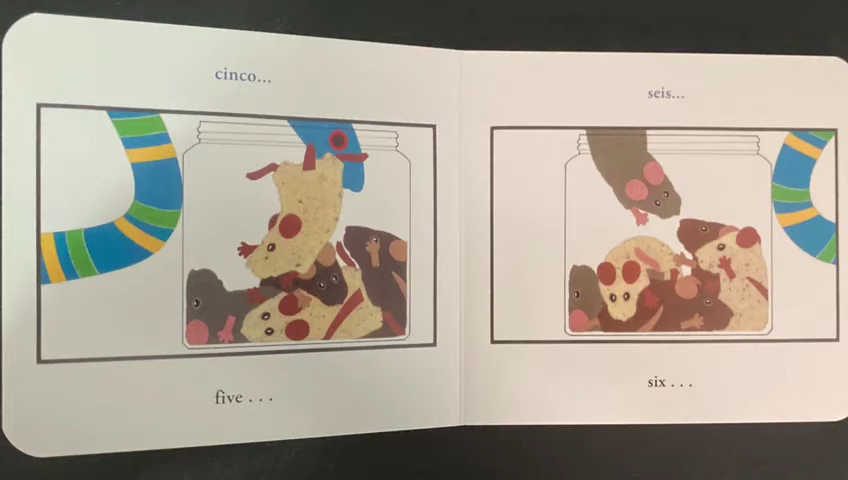 cinco...
five . . .
seis...
six . . .